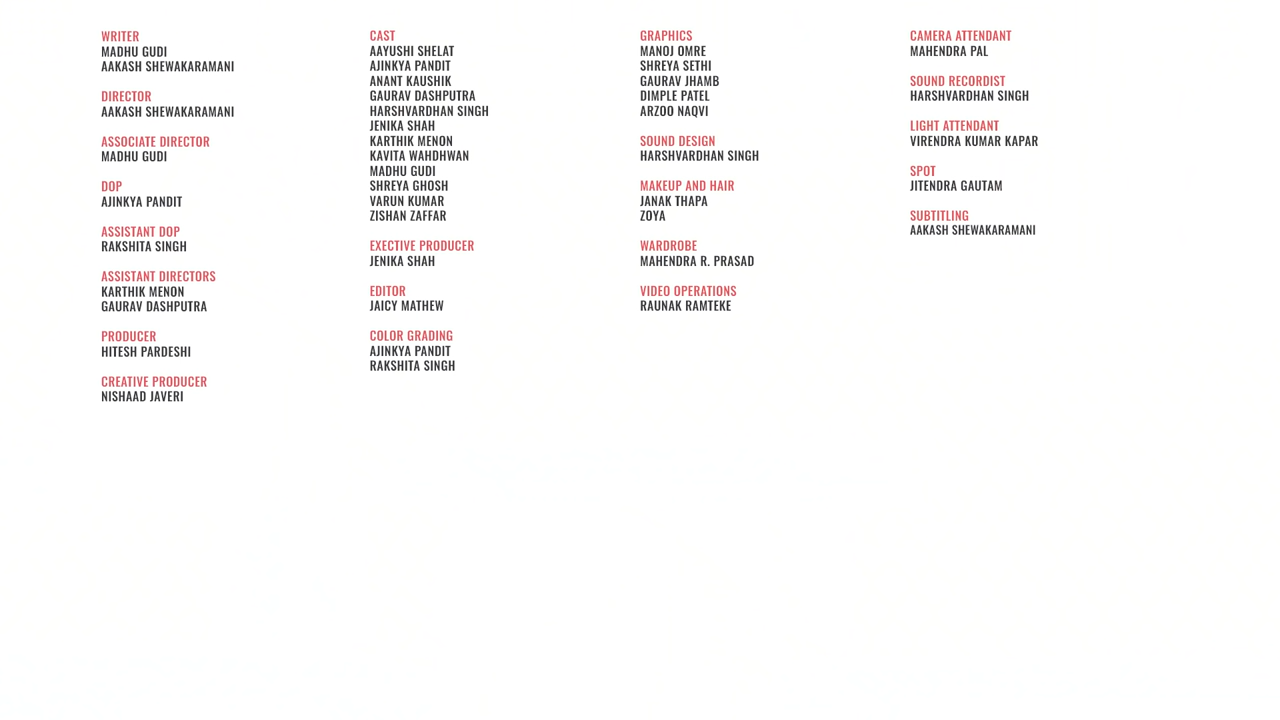 WRITER
MADHU GUDI
AAKASH SHEWAKARAMANI
DIRECTOR
AAKASH SHEWAKARAMANI
ASSOCIATE DIRECTOR
MADHU GUDI
DOP
AJINKYA PANDIT
ASSISTANT DOP
RAKSHITA SINGH
ASSISTANT DIRECTORS
KARTHIK MENON
GAURAV DASHPUTRA
PRODUCER
HITESH PARDESHI
CREATIVE PRODUCER
NISHAAD JAVERI
CAST
AAYUSHI SHELAT
AJINKYA PANDIT
ANANT KAUSHIK
GAURAV DASHPUTRA
HARSHVARDHAN SINGH
JENIKA SHAH
KARTHIK MENON
KAVITA WAHDHWAN
MADHU GUDI
SHREYA GHOSH
VARUN KUMAR
ZISHAN ZAFFAR
EXECTIVE PRODUCER
JENIKA SHAH
EDITOR
JAICY MATHEW
COLOR GRADING
AJINKYA PANDIT
RAKSHITA SINGH
GRAPHICS
MANOJ OMRE
SHREYA SETHI
GAURAV JHAMB
DIMPLE PATEL
ARZOO NAQVI
SOUND DESIGN
HARSHVARDHAN SINGH
MAKEUP AND HAIR
JANAK THAPA
ZOYA
WARDROBE
MAHENDRA R. PRASAD
VIDEO OPERATIONS
RAUNAK RAMTEKE
CAMERA ATTENDANT
MAHENDRA PAL
SOUND RECORDIST
HARSHVARDHAN SINGH
LIGHT ATTENDANT
VIRENDRA KUMAR KAPAR
SPOT
JITENDRA GAUTAM
SUBTITLING
AAKASH SHEWAKARAMANI